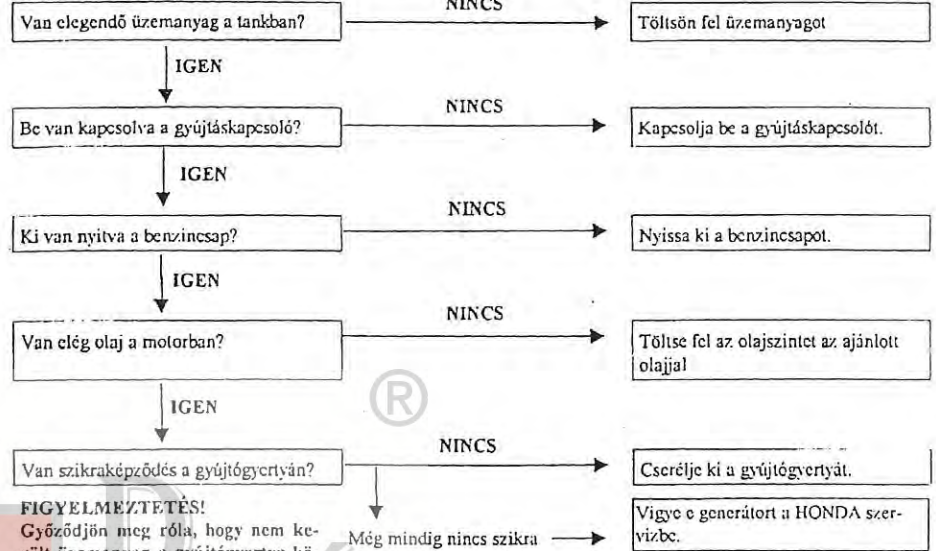 NINCS
Van elegendő üzemanyag a tankban?
Töltsön fel üzemanyagot
IGEN
NINCS
Be van kapcsolva a gyújtáskapcsoló?
Kapcsolja be a gyújtáskapcsolót.
IGEN
NINCS
Ki van nyitva a benzincsap?
Nyissa ki a benzincsapot.
IGEN
NINCS
Van elég olaj a motorban?
Töltse fel az olajszintet az ajánlott
olajjal
IGEN
®
NINCS
Van szikraképződés a gyújtógyertyán?
Cserélje ki a gyújtógyertyát.
FIGYELMEZTETÉS!
Győződjön meg róla, hogy nem ke-
Még mindig nincs szikra
Vigye e generátort a HONDA szer-
vizbe.